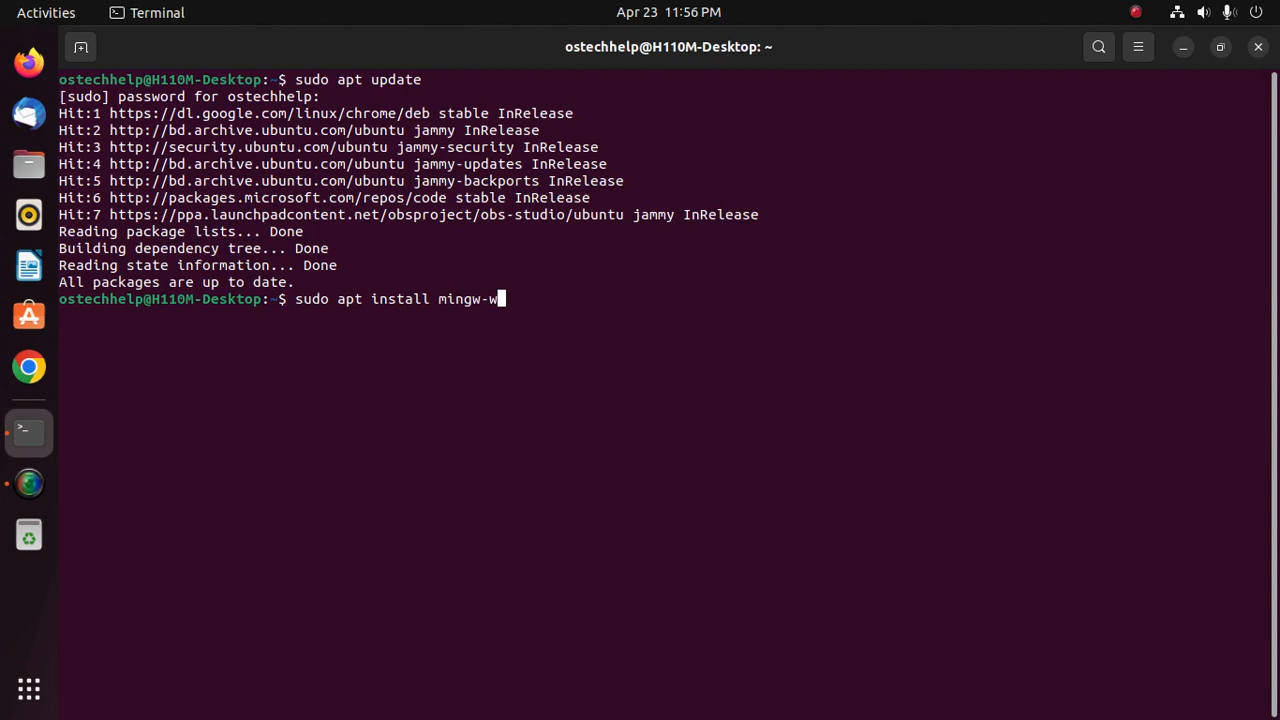 Activities Terminal Apr 23 11:56 PM
ostechhelp@H110M-Desktop: ~
ostechhelp@H110M-Desktop:~$ sudo apt update
[sudo] password for ostechhelp:
Hit:1 https://dl.google.com/linux/chrome/deb stable InRelease
Hit:2 http://bd.archive.ubuntu.com/ubuntu jammy InRelease
Hit:3 http://security.ubuntu.com/ubuntu jammy-security InRelease
Hit:4 http://bd.archive.ubuntu.com/ubuntu jammy-updates InRelease
Hit:5 http://bd.archive.ubuntu.com/ubuntu jammy-backports InRelease
Hit:6 http://packages.microsoft.com/repos/code stable InRelease
Hit:7 https://ppa.launchpadcontent.net/obsproject/obs-studio/ubuntu jammy InRelease
Reading package lists... Done
Building dependency tree... Done
Reading state information... Done
All packages are up to date.
ostechhelp@H110M-Desktop:~$ sudo apt install mingw-w